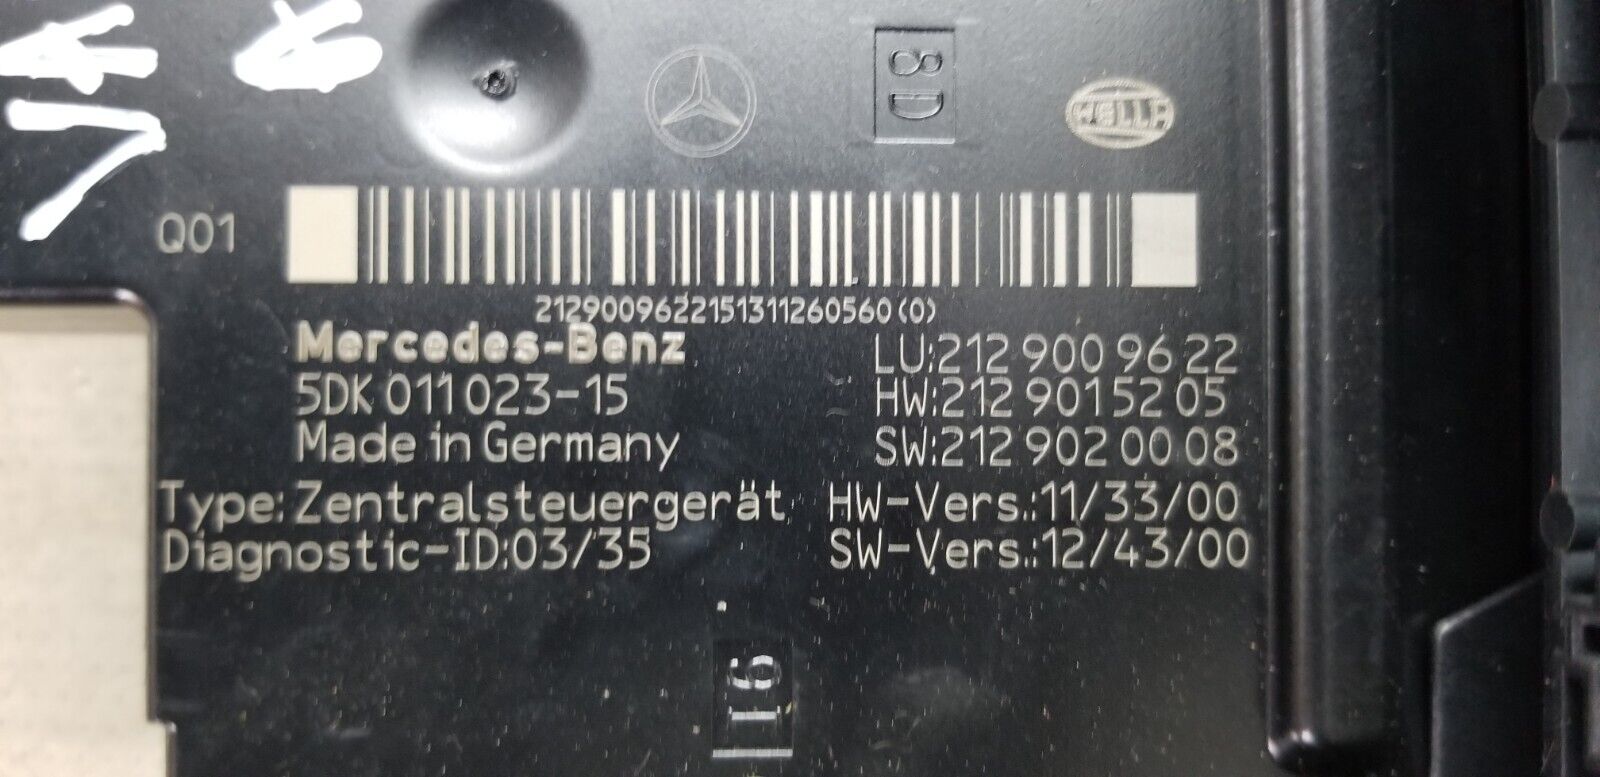 8D
HELLA
Q01
2129009622151311260560(0)
Mercedes-Benz
5DK 011 023-15
Made in Germany
LU:212 900 96 22
HW:212 901 52 05
SW:212 902 00 08
Type: Zentralsteuergerät
Diagnostic-ID:03/35
HW-Vers.:11/33/00
SW-Vers.:12/43/00